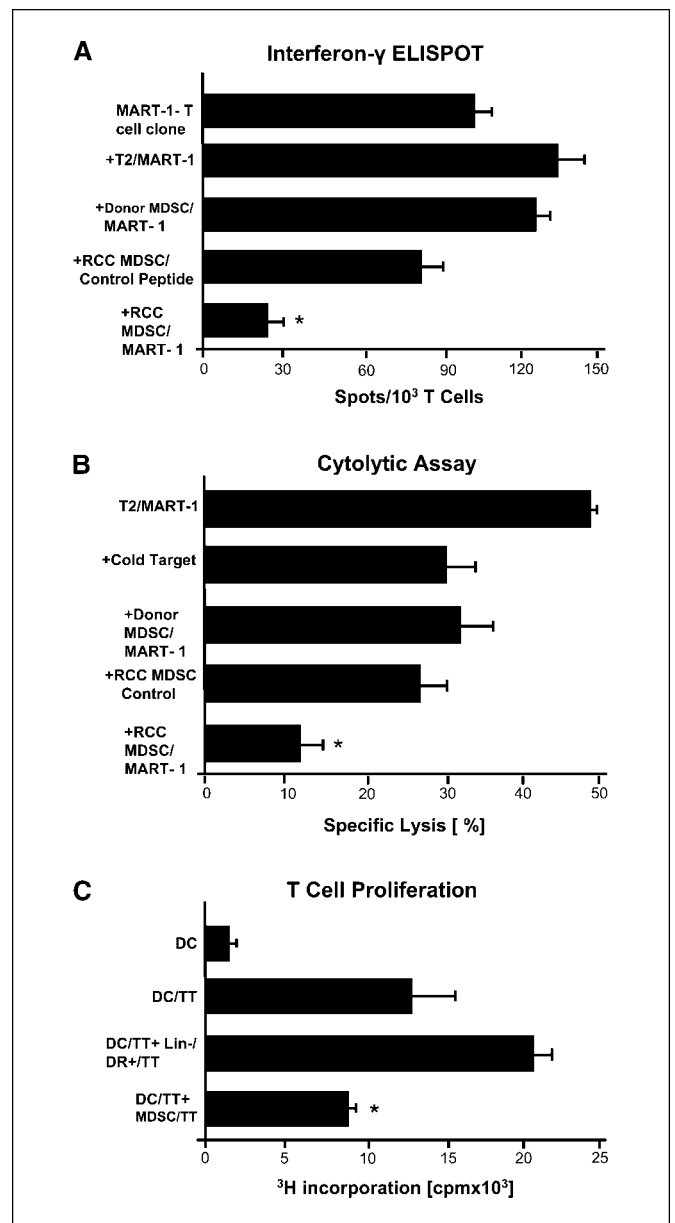 A
Interferon-γ ELISPOT
MART-1- T
cell clone
+T2/MART-1
+Donor MDSC/
MART- 1
+RCC MDSC/
Control Peptide
+RCC
MDSC/
MART- 1
*
0 30 60 90 120 150
Spots/10³ T Cells
B
Cytolytic Assay
T2/MART-1
+Cold Target
+Donor
MDSC/
MART- 1
+RCC MDSC
Control
+RCC
MDSC/
MART- 1
*
0 10 20 30 40 50
Specific Lysis [ %]
C
T Cell Proliferation
DC
DC/TT
DC/TT+ Lin-/
DR+/TT
DC/TT+
MDSC/TT
*
0 5 10 15 20 25
³H incorporation [cpmx10³]